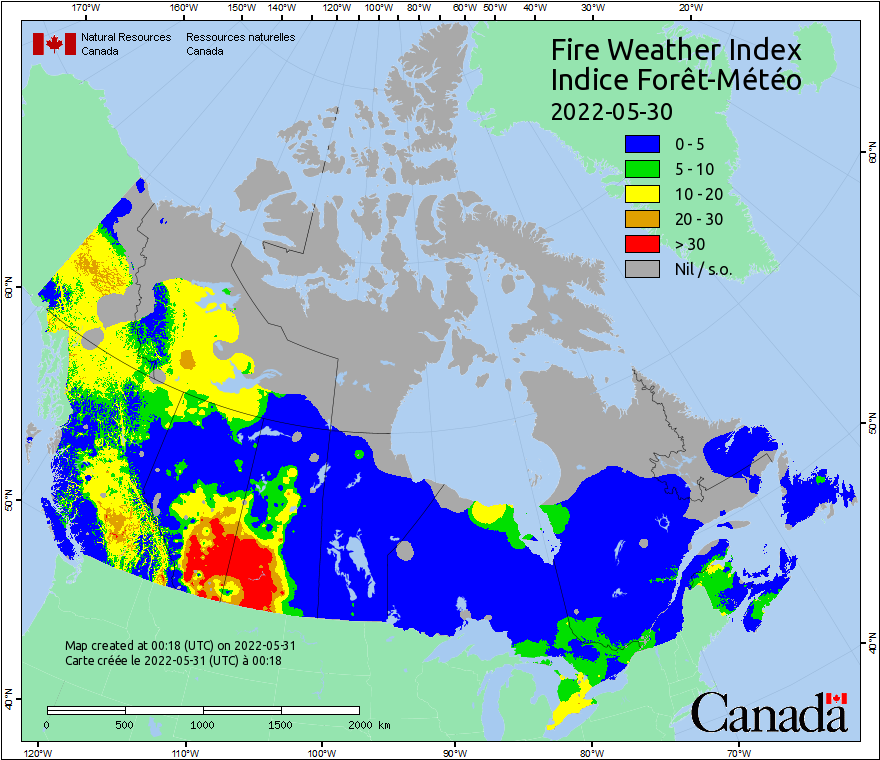 170°W 160°W 150°W 140°W 130°W 120°W 110°W 100°W 90°W 80°W 70°W 60°W 50°W 40°W 30°W 20°W
Natural Resources Ressources naturelles
Canada Canada
Fire Weather Index
Indice Forêt-Météo
2022-05-30
0 - 5
5 - 10
10 - 20
20 - 30
> 30
Nil / s.o.
60°N
60°N
50°N
50°N
40°N
40°N
Map created at 00:18 (UTC) on 2022-05-31
Carte créée le 2022-05-31 (UTC) à 00:18
0 500 1000 1500 2000 km
Canada
120°W 110°W 100°W 90°W 80°W 70°W